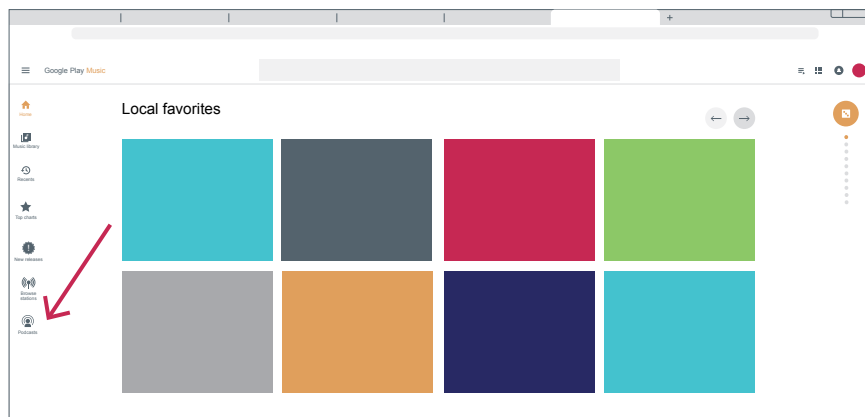 Google Play Music
Home
Music library
Recents
Top charts
New releases
Browse
stations
Podcasts
Local favorites